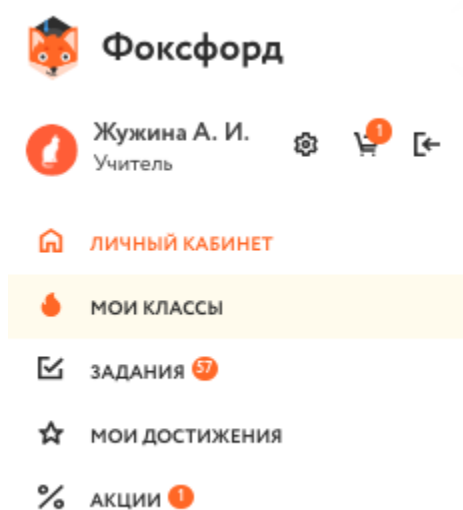 Фоксфорд
Жужина А. И.
1
Учитель
ЛИЧНЫЙ КАБИНЕТ
МОИ КЛАССЫ
ЗАДАНИЯ 57
МОИ ДОСТИЖЕНИЯ
АКЦИИ 1